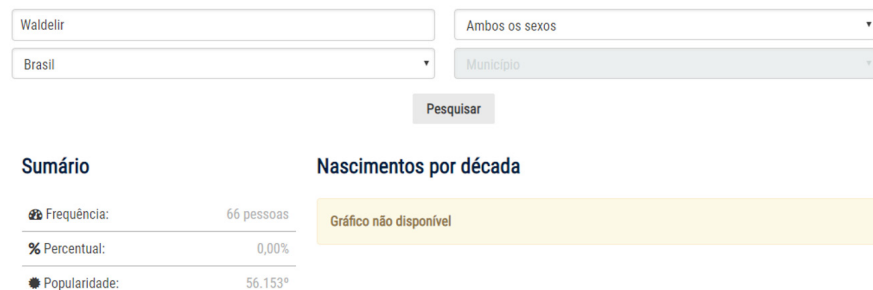 Waldelir
Ambos os sexos
Brasil
Município
Pesquisar
Sumário
Nascimentos por década
Frequência: 66 pessoas
Gráfico não disponível
Percentual: 0,00%
Popularidade: 56.153º